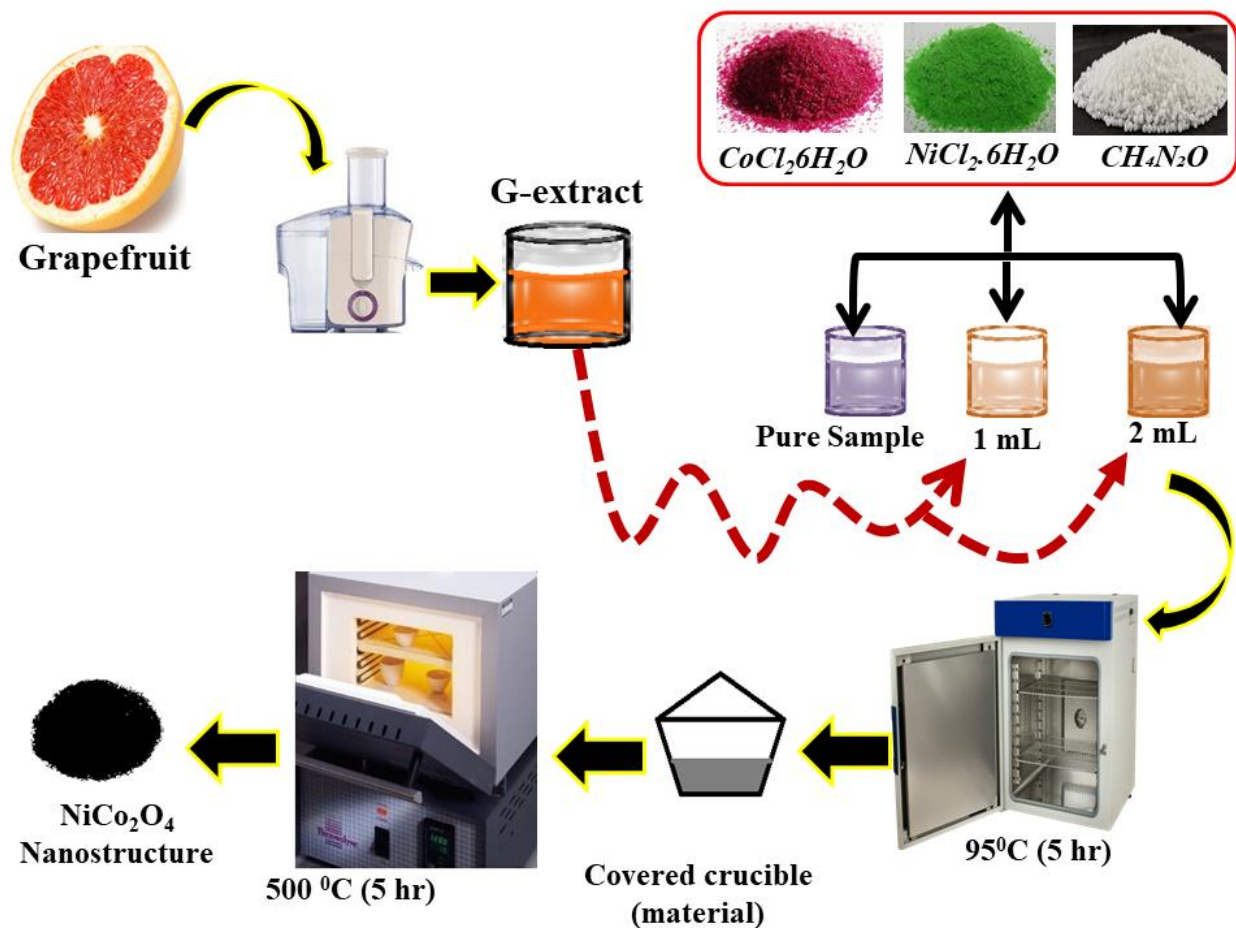 Grapefruit
G-extract
CoCl₂6H₂O
NiCl₂.6H₂O
CH₄N₂O
Pure Sample
1 mL
2 mL
95⁰C (5 hr)
Covered crucible
(material)
500 ⁰C (5 hr)
NiCo₂O₄
Nanostructure